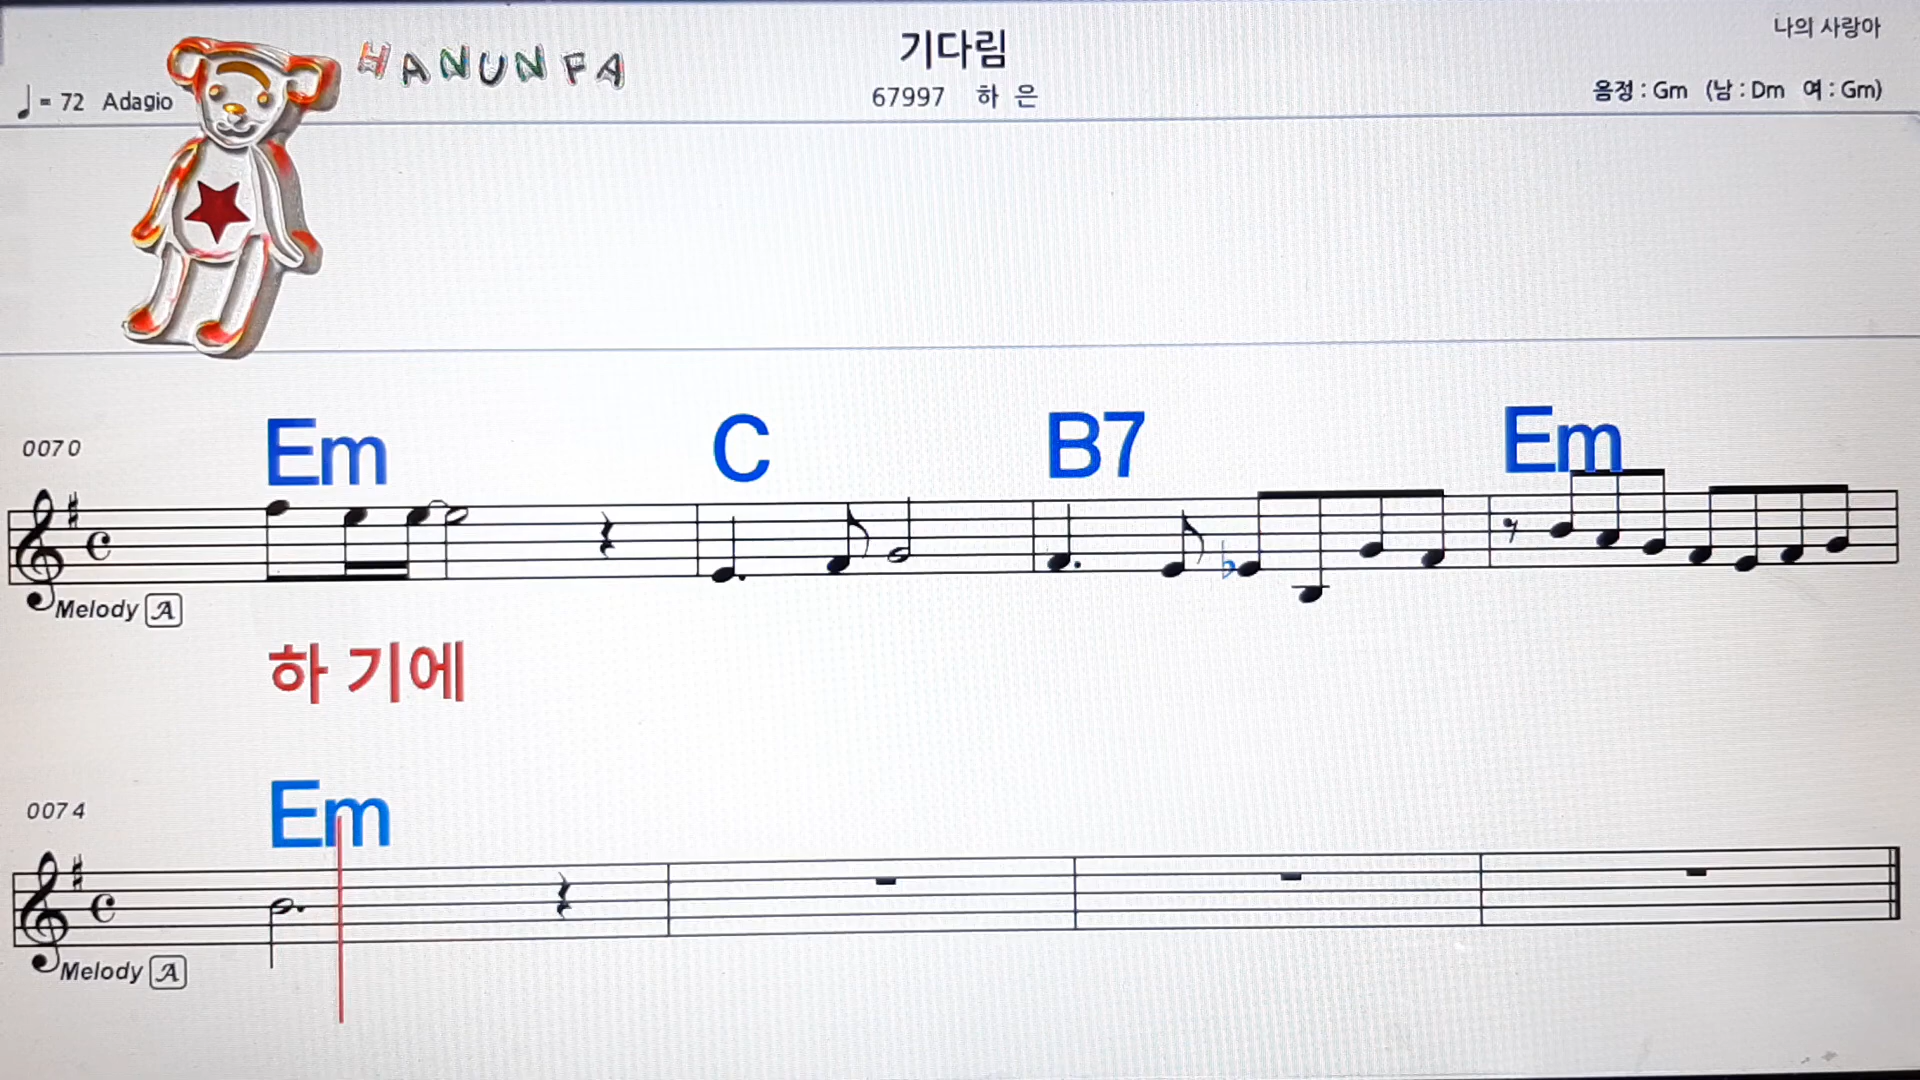 HANUNFA
기다림
나의 사랑아
♩= 72 Adagio
67997 하 은
음정 : Gm (남 : Dm 여 : Gm)
0070
Em C B7 Em
Melody A
하 기에
0074
Em
Melody A